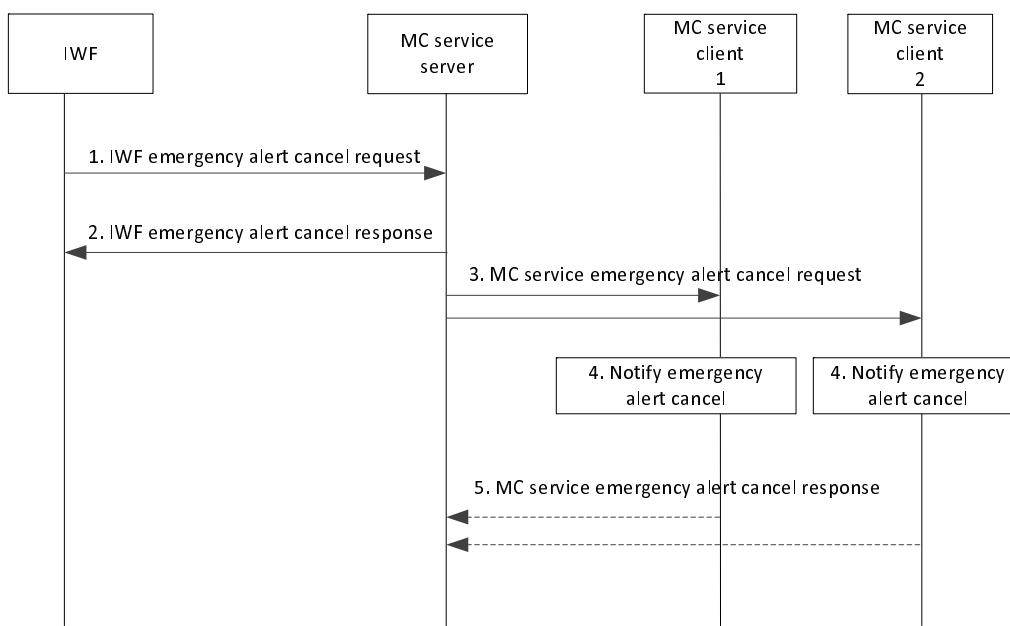 IWF
MC service
server
MC service
client
1
MC service
client
2
1. IWF emergency alert cancel request
2. IWF emergency alert cancel response
3. MC service emergency alert cancel request
4. Notify emergency
alert cancel
4. Notify emergency
alert cancel
5. MC service emergency alert cancel response